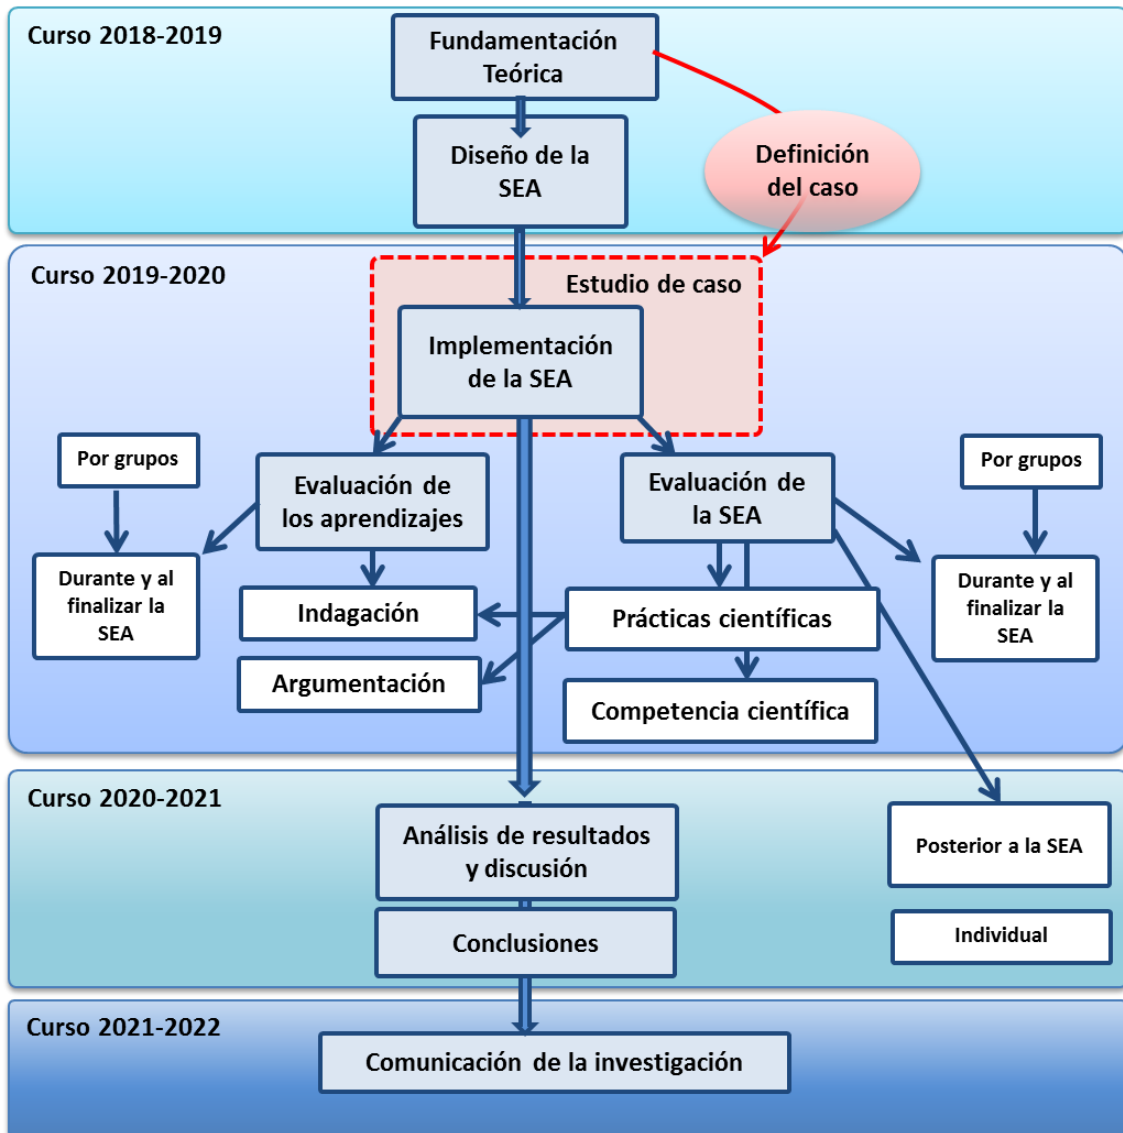 Curso 2018-2019
Fundamentación
Teórica
Diseño de la
SEA
Definición
del caso
Curso 2019-2020
Estudio de caso
Implementación
de la SEA
Por grupos
Evaluación de
los aprendizajes
Evaluación de
la SEA
Por grupos
Durante y al
finalizar la
SEA
Indagación
Prácticas científicas
Durante y al
finalizar la
SEA
Argumentación
Competencia científica
Curso 2020-2021
Análisis de resultados
y discusión
Posterior a la SEA
Conclusiones
Individual
Curso 2021-2022
Comunicación de la investigación